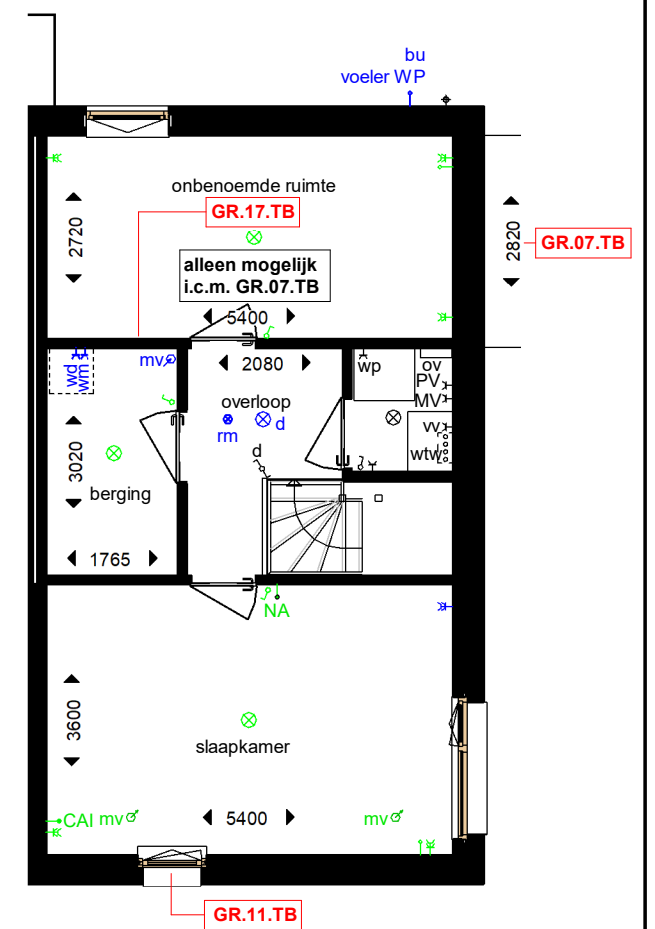 bu
voeler WP
onbenoemde ruimte
GR.17.TB
2720
2820
GR.07.TB
alleen mogelijk
i.c.m. GR.07.TB
5400
wd
wm
mv
2080
overloop
rm
d
d
wp
ov
PV
MV
vv
wtw
3020
berging
1765
NA
3600
slaapkamer
CAI mv
5400
mv
GR.11.TB